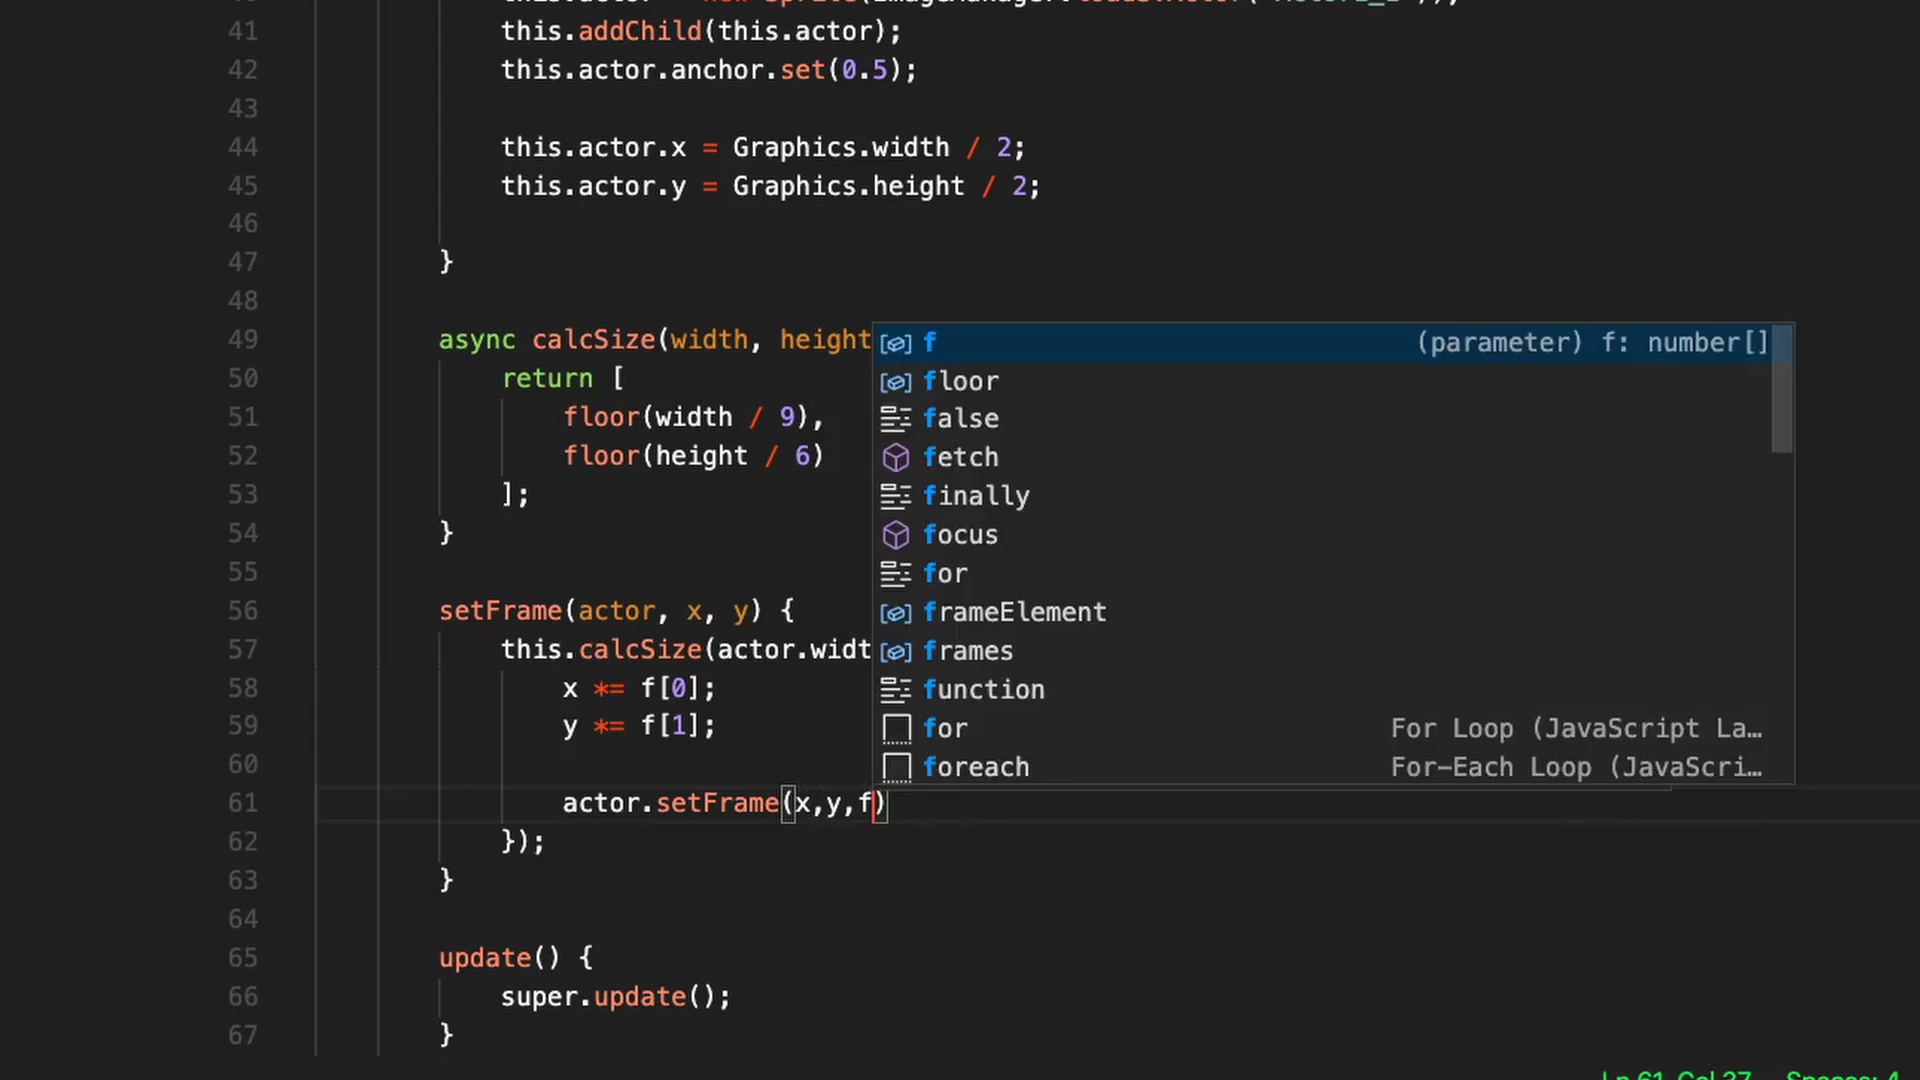 41 this.addChild(this.actor);
42 this.actor.anchor.set(0.5);
43
44 this.actor.x = Graphics.width / 2;
45 this.actor.y = Graphics.height / 2;
46
47 }
48
49 async calcSize(width, height
50 return [
51 floor(width / 9),
52 floor(height / 6)
53 ];
54 }
55
56 setFrame(actor, x, y) {
57 this.calcSize(actor.widt
58 x *= f[0];
59 y *= f[1];
60
61 actor.setFrame(x,y,f)
62 });
63 }
64
65 update() {
66 super.update();
67 }
f (parameter) f: number[]
floor
false
fetch
finally
focus
for
frameElement
frames
function
for For Loop (JavaScript La…
foreach For-Each Loop (JavaScri…